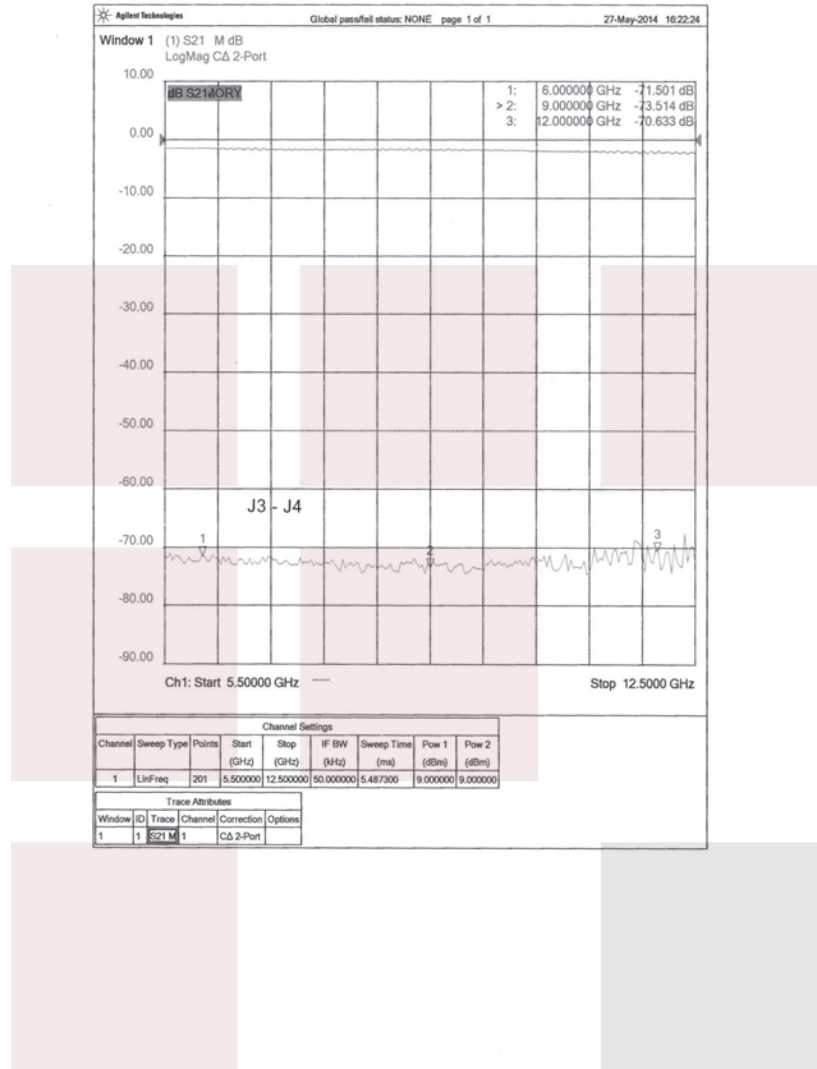 Agilent Technologies Global pass/fail status: NONE page 1 of 1 27-May-2014 16:22:24
Window 1 (1) S21 M dB
LogMag CΔ 2-Port
10.00
dB S21
1: 6.000000 GHz -71.501 dB
> 2: 9.000000 GHz -73.514 dB
3: 12.000000 GHz -70.633 dB
0.00
-10.00
-20.00
-30.00
-40.00
-50.00
-60.00
J3 - J4
-70.00
1
2
3
-80.00
-90.00
Ch1: Start 5.50000 GHz Stop 12.5000 GHz
Channel Settings
Channel Sweep Type Points Start Stop IF BW Sweep Time Pow 1 Pow 2
(GHz) (GHz) (kHz) (ms) (dBm) (dBm)
1 LinFreq 201 5.500000 12.500000 50.000000 5.487300 9.000000 9.000000
Trace Attributes
Window ID Trace Channel Correction Options
1 1 S21 M 1 CΔ 2-Port